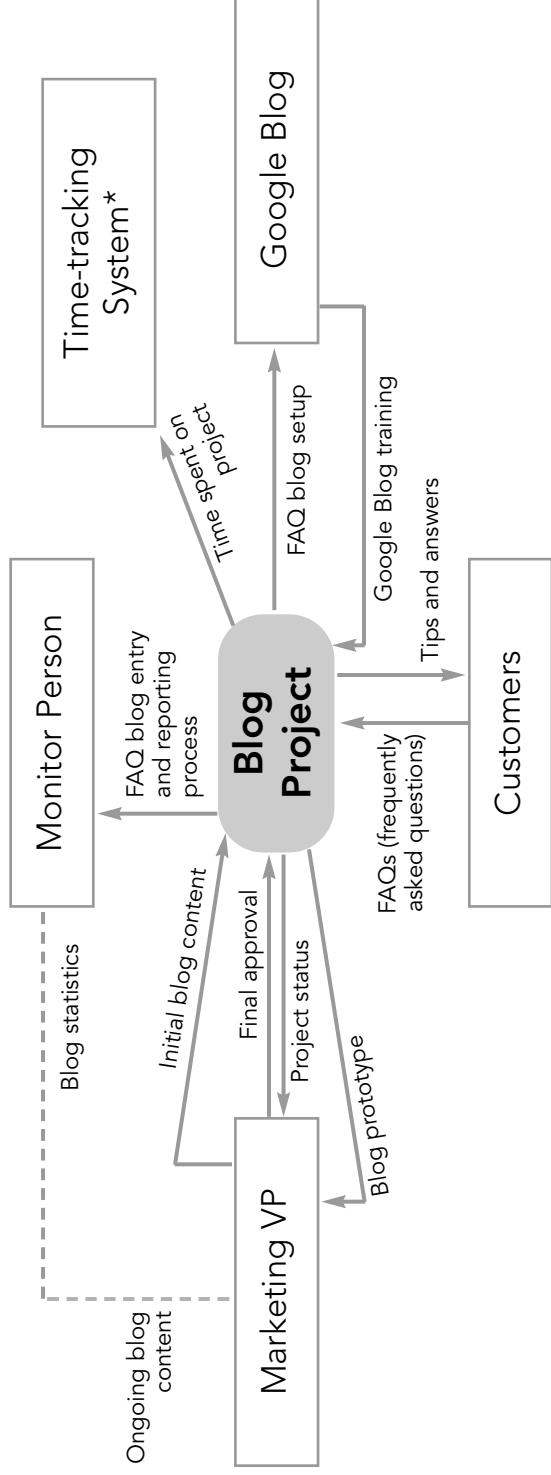 Monitor Person
Time-tracking
System*
Blog statistics
Ongoing blog
content
FAQ blog entry
and reporting
process
Time spent on
project
Initial blog content
Marketing VP
Final approval
Project status
Blog
Project
FAQ blog setup
Google Blog
Blog prototype
Google Blog training
FAQs (frequently
asked questions)
Tips and answers
Customers